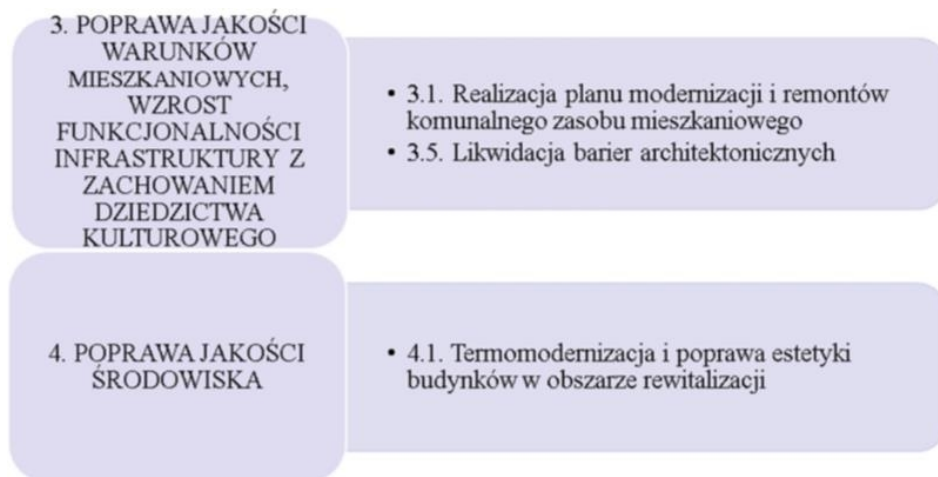 3. POPRAWA JAKOŚCI
WARUNKÓW
MIESZKANIOWYCH,
WZROST
FUNKCJONALNOŚCI
INFRASTRUKTURY Z
ZACHOWANIEM
DZIEDZICTWA
KULTUROWEGO
• 3.1. Realizacja planu modernizacji i remontów
komunalnego zasobu mieszkaniowego
• 3.5. Likwidacja barier architektonicznych
4. POPRAWA JAKOŚCI
ŚRODOWISKA
• 4.1. Termomodernizacja i poprawa estetyki
budynków w obszarze rewitalizacji